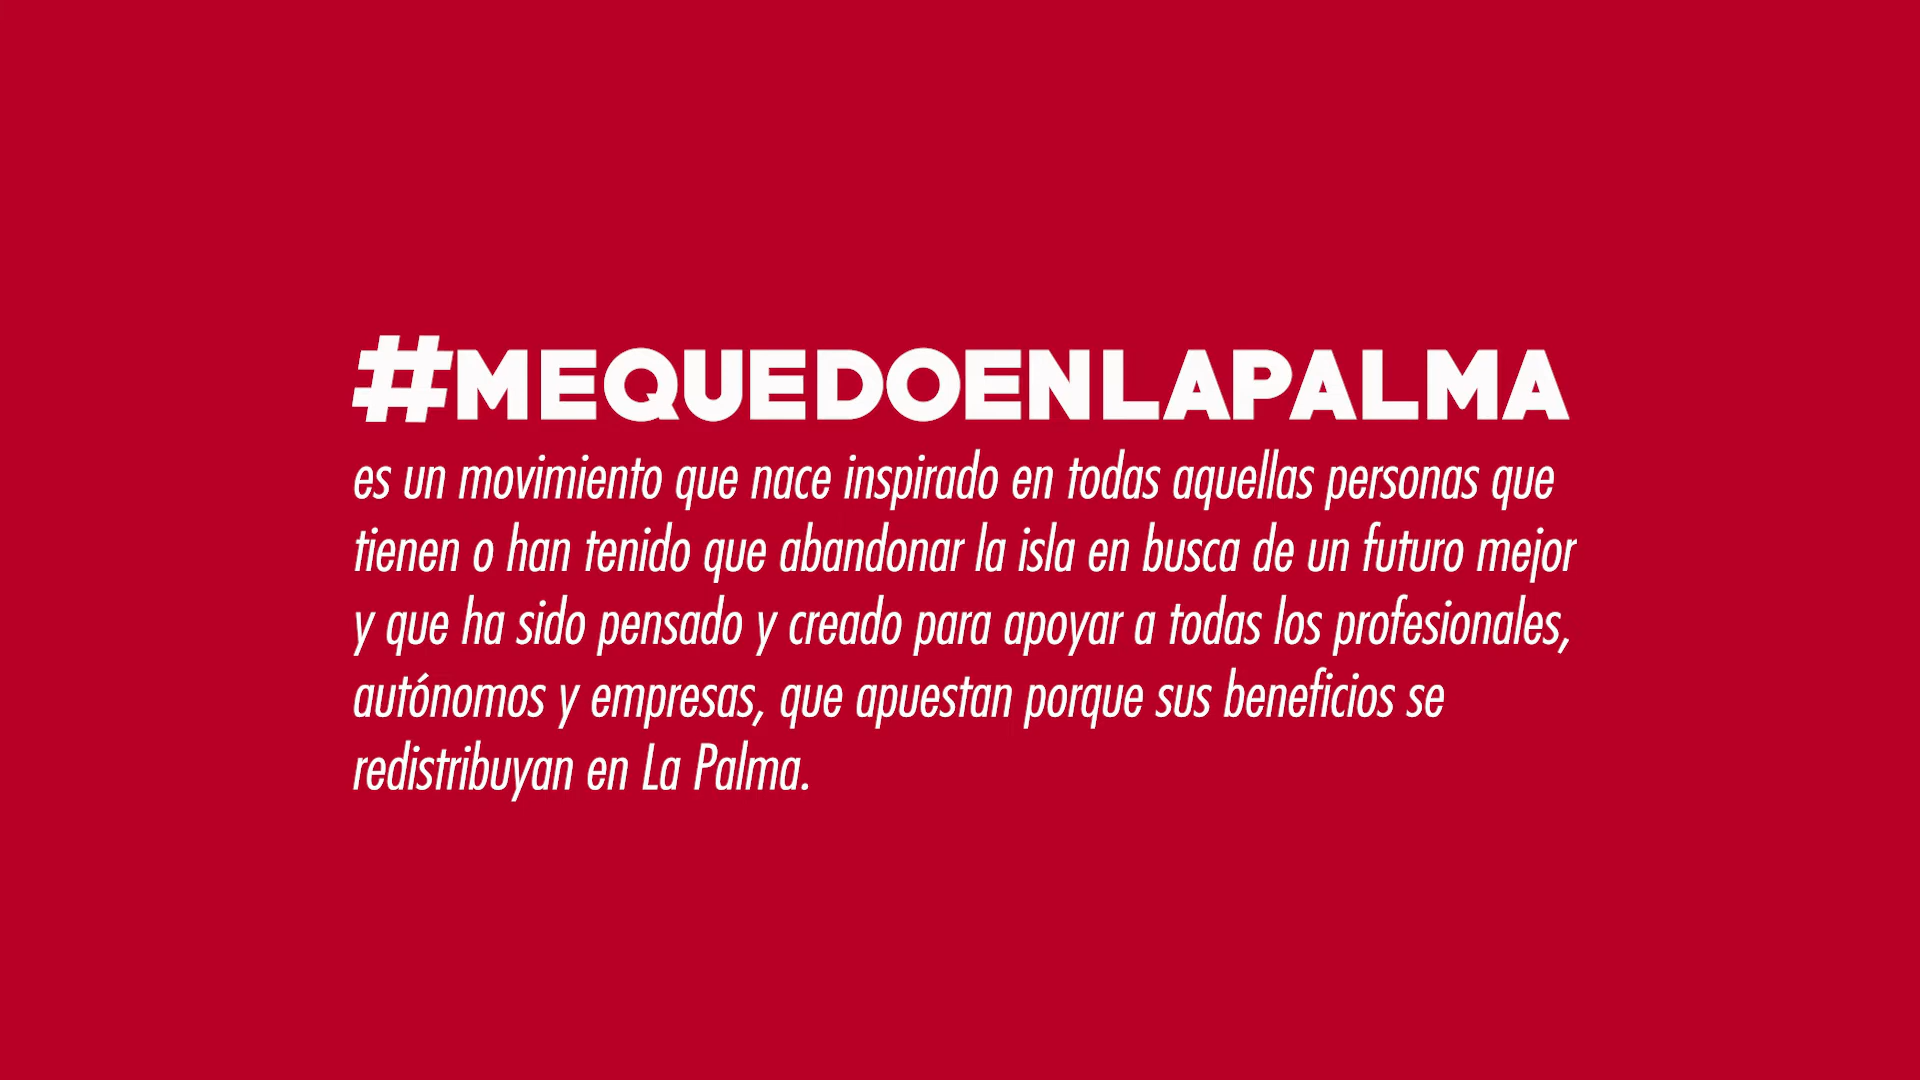 #MEQUEDOENLAPALMA
es un movimiento que nace inspirado en todas aquellas personas que
tienen o han tenido que abandonar la isla en busca de un futuro mejor
y que ha sido pensado y creado para apoyar a todas los profesionales,
autónomos y empresas, que apuestan porque sus beneficios se
redistribuyan en La Palma.